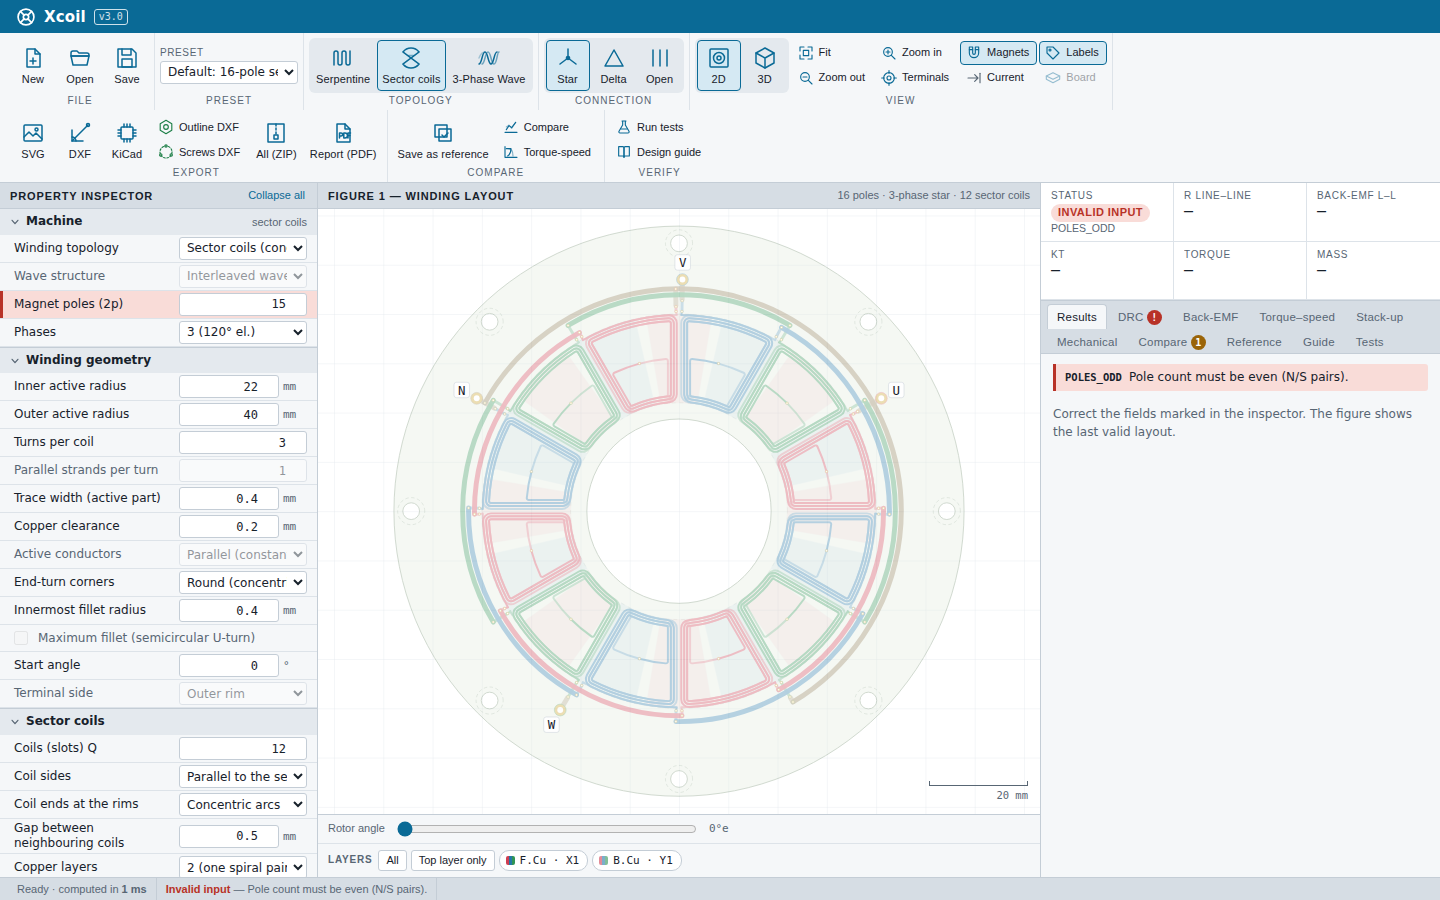 Xcoil v3.0
New Open Save
FILE
PRESET
Default: 16-pole se
PRESET
Serpentine Sector coils 3-Phase Wave
TOPOLOGY
Star Delta Open
CONNECTION
2D 3D
Fit Zoom in Magnets Labels
Zoom out Terminals Current Board
VIEW
SVG DXF KiCad
Outline DXF
Screws DXF
All (ZIP) Report (PDF)
EXPORT
Save as reference
Compare
Torque-speed
COMPARE
Run tests
Design guide
VERIFY
PROPERTY INSPECTOR Collapse all
Machine sector coils
Winding topology Sector coils (con
Wave structure Interleaved wave
Magnet poles (2p) 15
Phases 3 (120° el.)
Winding geometry
Inner active radius 22 mm
Outer active radius 40 mm
Turns per coil 3
Parallel strands per turn 1
Trace width (active part) 0.4 mm
Copper clearance 0.2 mm
Active conductors Parallel (constan
End-turn corners Round (concentr
Innermost fillet radius 0.4 mm
Maximum fillet (semicircular U-turn)
Start angle 0 °
Terminal side Outer rim
Sector coils
Coils (slots) Q 12
Coil sides Parallel to the se
Coil ends at the rims Concentric arcs
Gap between
neighbouring coils 0.5 mm
Copper layers 2 (one spiral pair
FIGURE 1 — WINDING LAYOUT 16 poles · 3-phase star · 12 sector coils
V
N
U
W
20 mm
Rotor angle 0°e
LAYERS All Top layer only F.Cu · X1 B.Cu · Y1
STATUS
INVALID INPUT
POLES_ODD
R LINE–LINE
–
BACK-EMF L–L
–
KT
–
TORQUE
–
MASS
–
Results DRC ! Back-EMF Torque–speed Stack-up
Mechanical Compare 1 Reference Guide Tests
POLES_ODD Pole count must be even (N/S pairs).
Correct the fields marked in the inspector. The figure shows
the last valid layout.
Ready · computed in 1 ms Invalid input — Pole count must be even (N/S pairs).